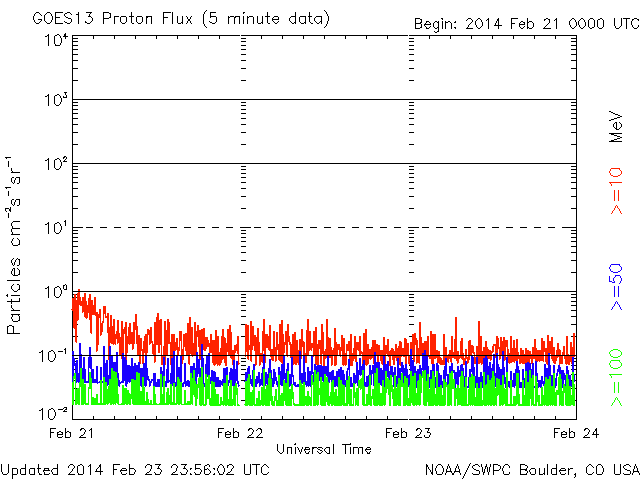 GOES13 Proton Flux (5 minute data)
Begin: 2014 Feb 21 0000 UTC
Particles cm⁻²s⁻¹sr⁻¹
10⁴
10³
10²
10¹
10⁰
10⁻¹
10⁻²
Feb 21
Feb 22
Feb 23
Feb 24
Universal Time
MeV
>=10
>=50
>=100
Updated 2014 Feb 23 23:56:02 UTC
NOAA/SWPC Boulder, CO USA